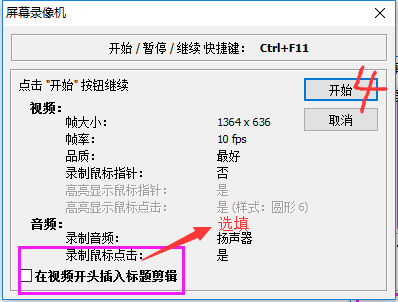 屏幕录像机
开始 / 暂停 / 继续 快捷键： Ctrl+F11
点击 "开始" 按钮继续
开始 4
取消
视频：
帧大小： 1364 x 636
帧率： 10 fps
品质： 最好
录制鼠标指针： 否
高亮显示鼠标指针： 是
高亮显示鼠标点击： 是 (样式：圆形 6)
音频： 选填
录制音频： 扬声器
录制鼠标点击： 是
在视频开头插入标题剪辑